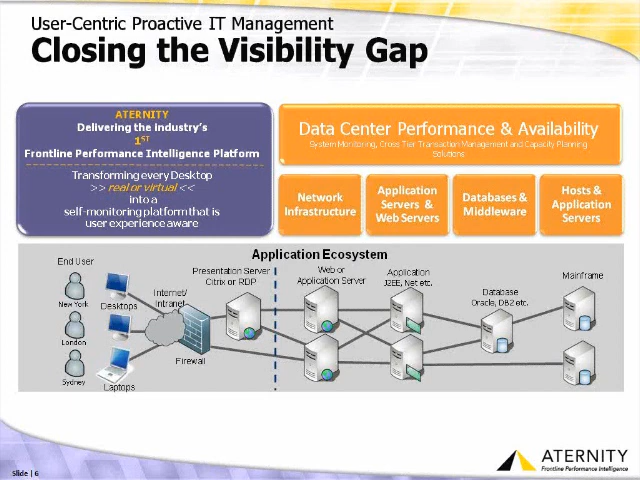 User-Centric Proactive IT Management
Closing the Visibility Gap
ATERNITY
Delivering the Industry's
1ST
Frontline Performance Intelligence Platform
Transforming every Desktop
>> real or virtual <<
into a
self-monitoring platform that is
user experience aware
Data Center Performance & Availability
System Monitoring, Cross Tier Transaction Management and Capacity Planning
Solutions
Network
Infrastructure
Application
Servers &
Web Servers
Databases &
Middleware
Hosts &
Application
Servers
Application Ecosystem
End User
New York
London
Sydney
Desktops
Laptops
Internet/
Intranet
Firewall
Presentation Server
Citrix or RDP
Web or
Application Server
Application
J2EE, Net etc.
Database
Oracle, DB2 etc.
Mainframe
Slide | 6
ATERNITY
Frontline Performance Intelligence